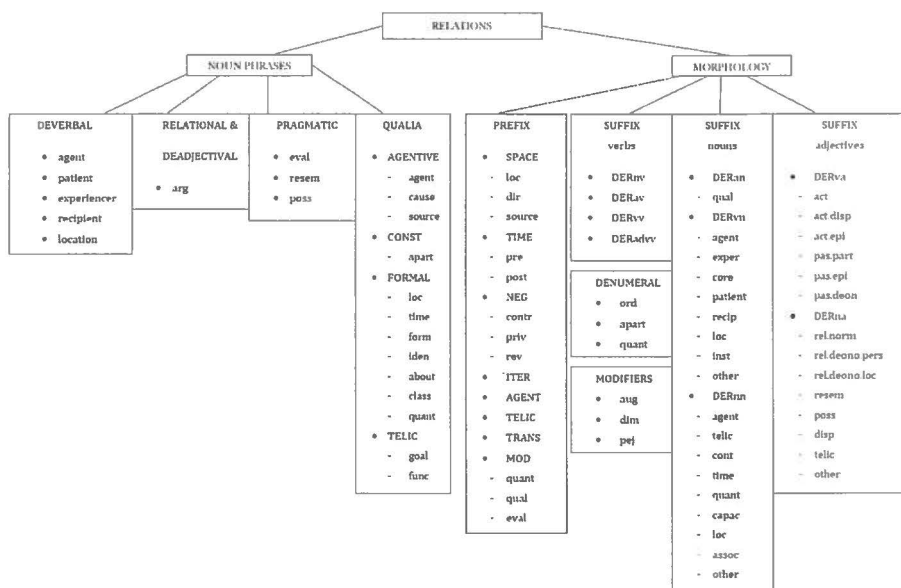 RELATIONS
NOUN PHRASES
MORPHOLOGY
DEVERBAL
• agent
• patient
• experiencer
• recipient
• location
RELATIONAL &
DEADJECTIVAL
• arg
PRAGMATIC
• eval
• resem
• poss
QUALIA
• AGENTIVE
- agent
- cause
- source
• CONST
- apart
• FORMAL
- loc
- time
- form
- iden
- about
- class
- quant
• TELIC
- goal
- func
PREFIX
• SPACE
- loc
- dir
- source
• TIME
- pre
- post
• NEG
- contr
- priv
- rev
• ITER
• AGENT
• TELIC
• TRANS
• MOD
- quant
- qual
- eval
SUFFIX
verbs
• DERnv
• DERav
• DERvv
• DERadvv
DENUMERAL
• ord
• apart
• quant
MODIFIERS
• aug
• dim
• pej
SUFFIX
nouns
• DERan
- qual
• DERvn
- agent
- exper
- core
- patient
- recip
- loc
- inst
- other
• DERnn
- agent
- telic
- cont
- time
- quant
- capac
- loc
- assoc
- other
SUFFIX
adjectives
• DERva
- act
- act.disp
- act.epi
- pas.part
- pas.epi
- pas.deon
• DERna
- rel.norm
- rel.deono.pers
- rel.deono.loc
- resem
- poss
- disp
- telic
- other